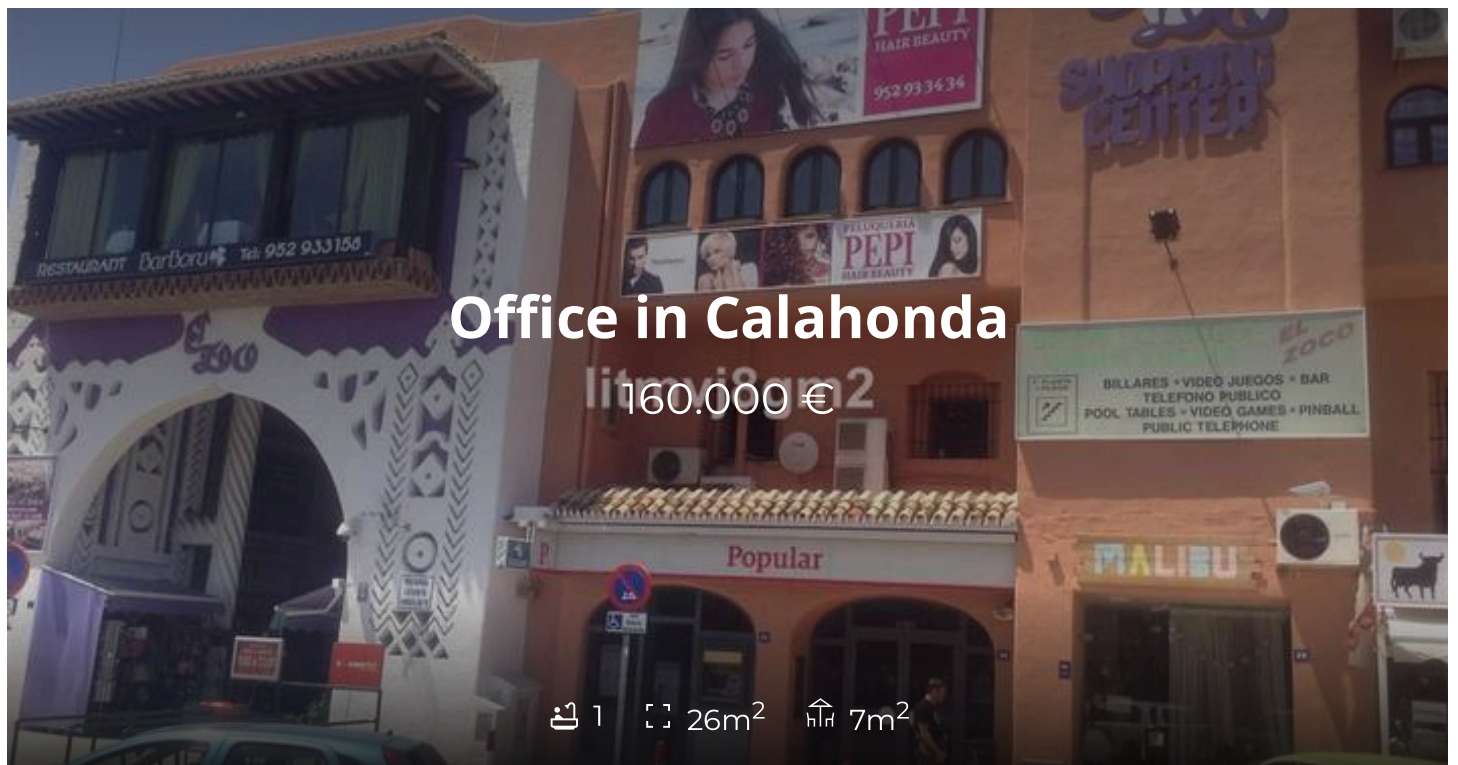 PEPI
HAIR BEAUTY
952 93 34 34
SHOPPING
CENTER
RESTAURANT BarBoru Tel: 952 933158
PELUQUERIA
PEPI
HAIR BEAUTY
Office in Calahonda
EL
ZOCO
BILLARES • VIDEO JUEGOS • BAR
TELEFONO PUBLICO
POOL TABLES • VIDEO GAMES • PINBALL
PUBLIC TELEPHONE
160.000 €
P
Popular
MALIBU
1
26m²
7m²